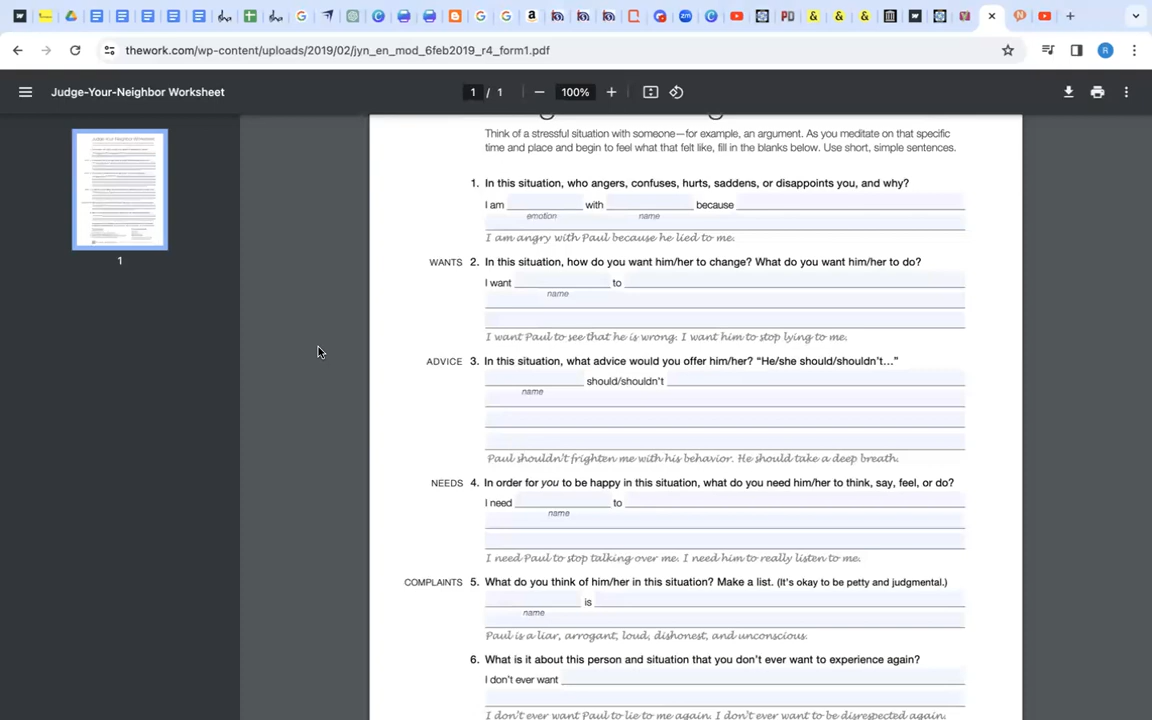 thework.com/wp-content/uploads/2019/02/jyn_en_mod_6feb2019_r4_form1.pdf
R
Judge-Your-Neighbor Worksheet
1 / 1
100%
1
Think of a stressful situation with someone—for example, an argument. As you meditate on that specific
time and place and begin to feel what that felt like, fill in the blanks below. Use short, simple sentences.
1. In this situation, who angers, confuses, hurts, saddens, or disappoints you, and why?
I am with because
emotion name
I am angry with Paul because he lied to me.
WANTS 2. In this situation, how do you want him/her to change? What do you want him/her to do?
I want to
name
I want Paul to see that he is wrong. I want him to stop lying to me.
ADVICE 3. In this situation, what advice would you offer him/her? “He/she should/shouldn’t...”
should/shouldn’t
name
Paul shouldn’t frighten me with his behavior. He should take a deep breath.
NEEDS 4. In order for you to be happy in this situation, what do you need him/her to think, say, feel, or do?
I need to
name
I need Paul to stop talking over me. I need him to really listen to me.
COMPLAINTS 5. What do you think of him/her in this situation? Make a list. (It’s okay to be petty and judgmental.)
is
name
Paul is a liar, arrogant, loud, dishonest, and unconscious.
6. What is it about this person and situation that you don’t ever want to experience again?
I don’t ever want
I don’t ever want Paul to lie to me again. I don’t ever want to be disrespected again.